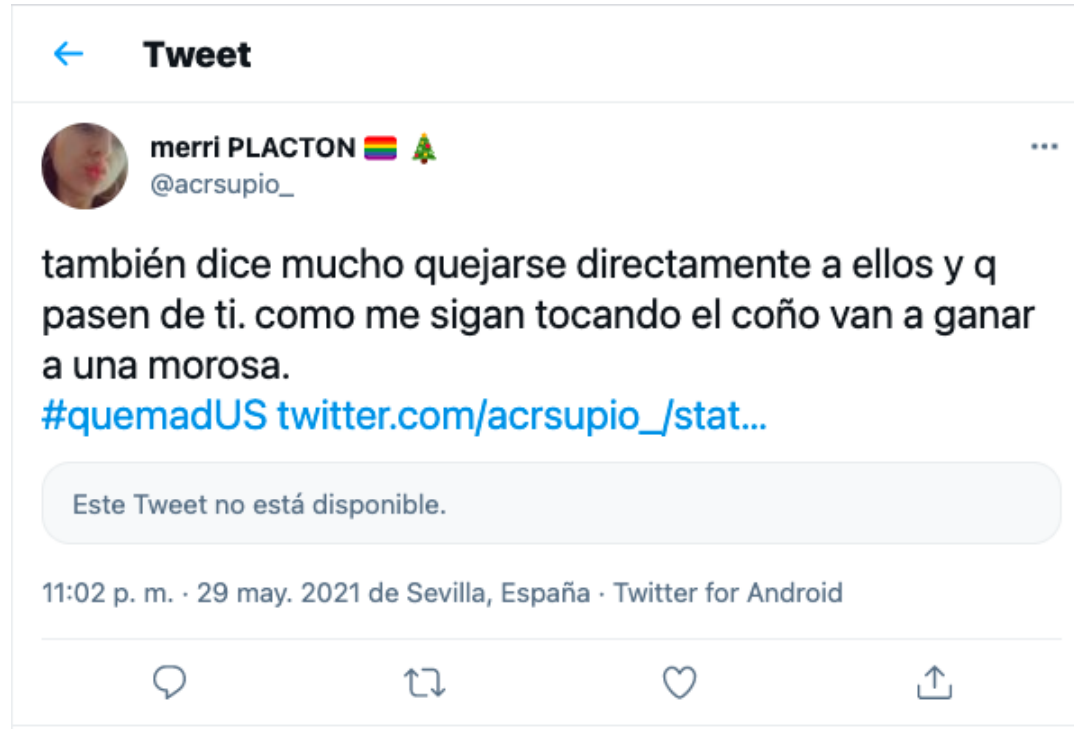 Tweet
merri PLACTON 🏳️‍🌈 🎄
@acrsupio_
también dice mucho quejarse directamente a ellos y q
pasen de ti. como me sigan tocando el coño van a ganar
a una morosa.
#quemadUS twitter.com/acrsupio_/stat...
Este Tweet no está disponible.
11:02 p. m. · 29 may. 2021 de Sevilla, España · Twitter for Android